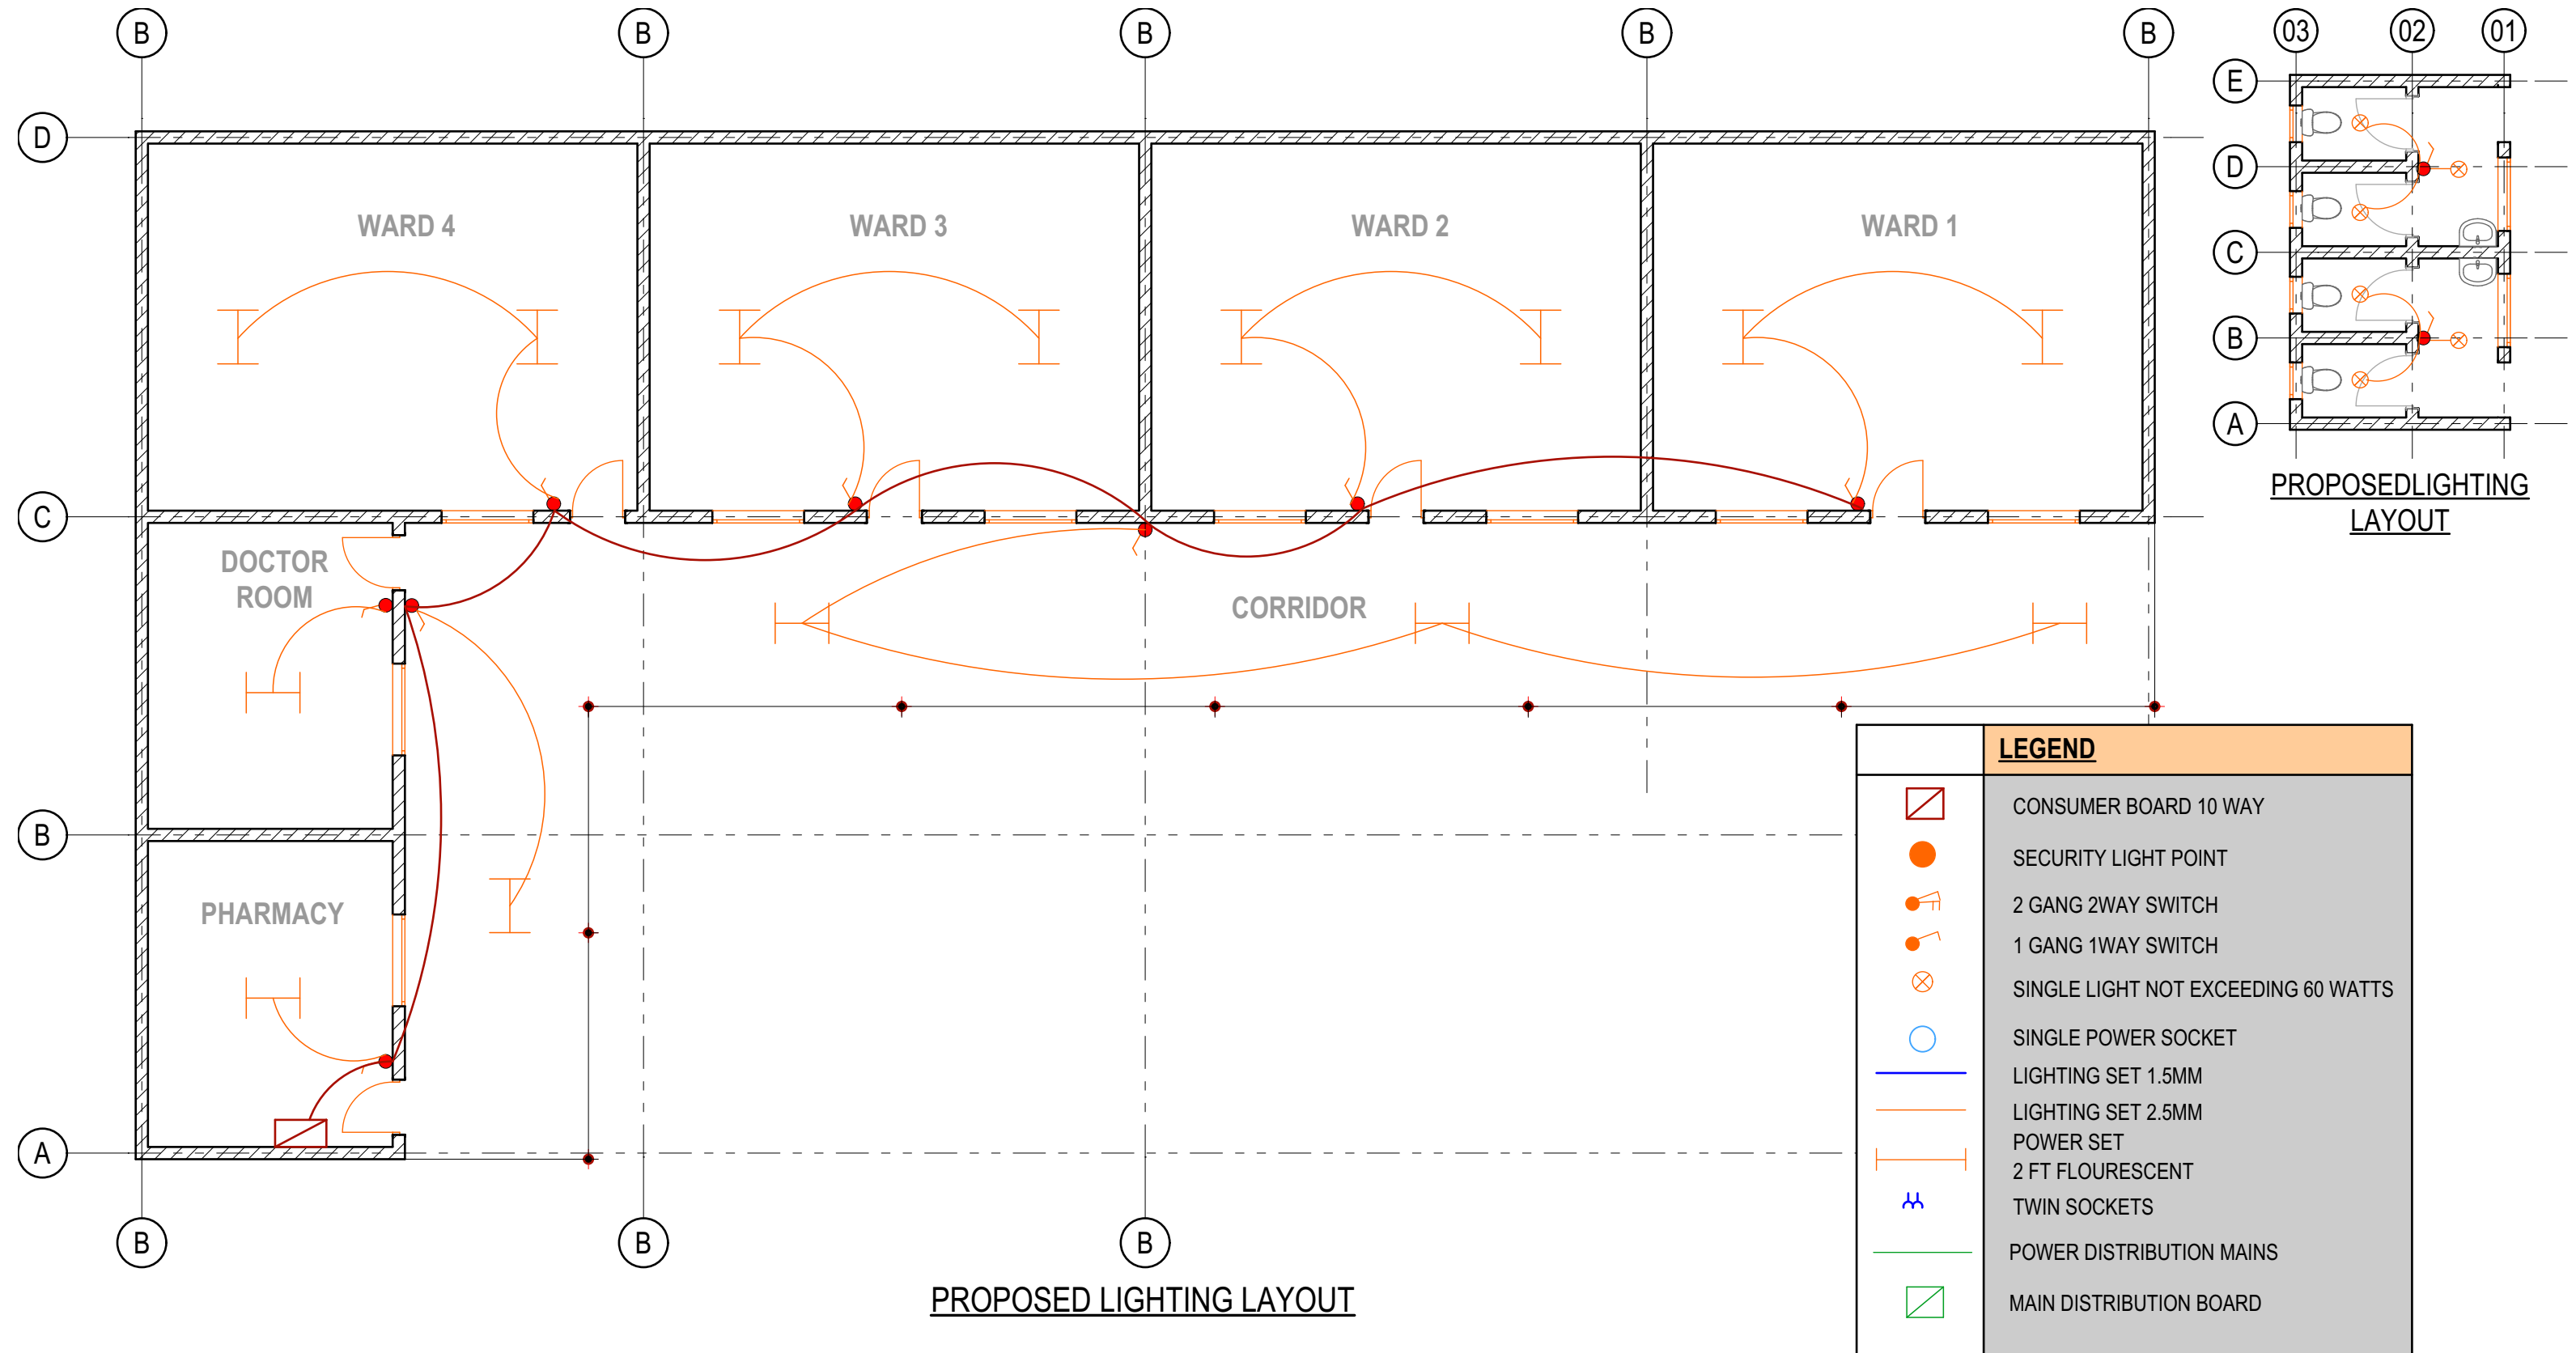 B B B B B 03 02 01
E
D
D
WARD 4 WARD 3 WARD 2 WARD 1
C
B
A
PROPOSEDLIGHTING
LAYOUT
C
DOCTOR
ROOM
CORRIDOR
B
PHARMACY
A
B B B
PROPOSED LIGHTING LAYOUT
LEGEND
CONSUMER BOARD 10 WAY
SECURITY LIGHT POINT
2 GANG 2WAY SWITCH
1 GANG 1WAY SWITCH
SINGLE LIGHT NOT EXCEEDING 60 WATTS
SINGLE POWER SOCKET
LIGHTING SET 1.5MM
LIGHTING SET 2.5MM
POWER SET
2 FT FLOURESCENT
TWIN SOCKETS
POWER DISTRIBUTION MAINS
MAIN DISTRIBUTION BOARD